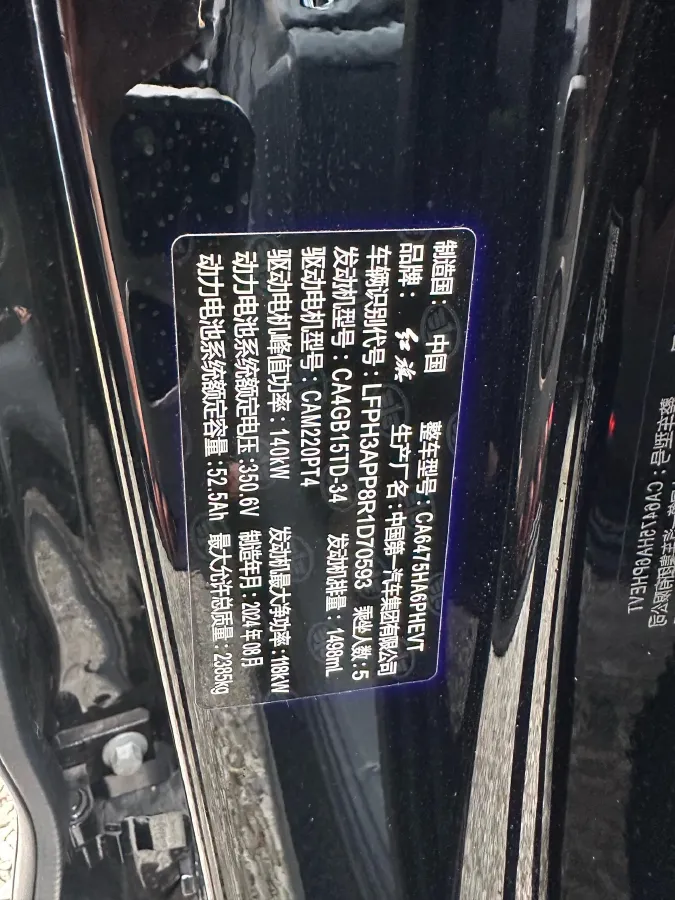 制造国： 中国 整车型号：CA6475HA6PHEVT
品牌： 红旗 生产厂名：中国第一汽车集团有限公司
车辆识别代号：LFPH3APP8R1D70593 乘坐人数：5
发动机型号：CA4GB15TD-34 发动机排量：1498mL
驱动电机型号：CAM220PT4
驱动电机峰值功率：140kW 发动机最大净功率：118kW
动力电池系统额定电压：350.6V 制造年月：2024年08月
动力电池系统额定容量：52.5Ah 最大允许总质量：2385kg